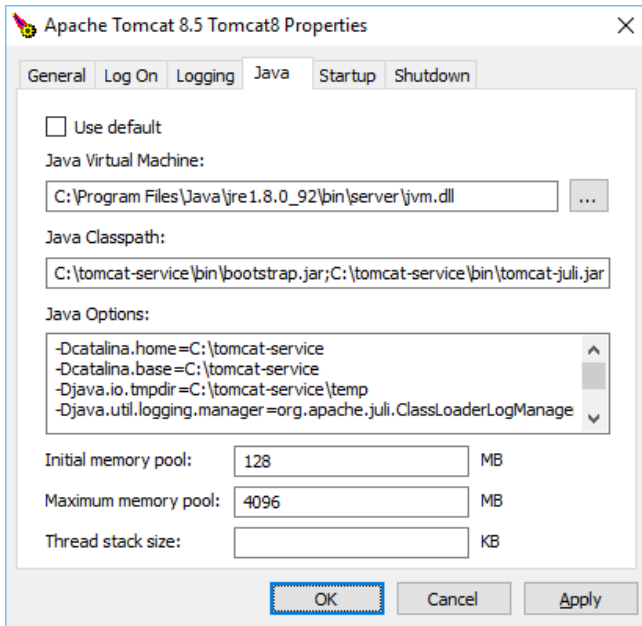 Apache Tomcat 8.5 Tomcat8 Properties
General Log On Logging Java Startup Shutdown
Use default
Java Virtual Machine:
C:\Program Files\Java\jre1.8.0_92\bin\server\jvm.dll ...
Java Classpath:
C:\tomcat-service\bin\bootstrap.jar;C:\tomcat-service\bin\tomcat-juli.jar
Java Options:
-Dcatalina.home=C:\tomcat-service
-Dcatalina.base=C:\tomcat-service
-Djava.io.tmpdir=C:\tomcat-service\temp
-Djava.util.logging.manager=org.apache.juli.ClassLoaderLogManager
Initial memory pool: 128 MB
Maximum memory pool: 4096 MB
Thread stack size: KB
OK Cancel Apply